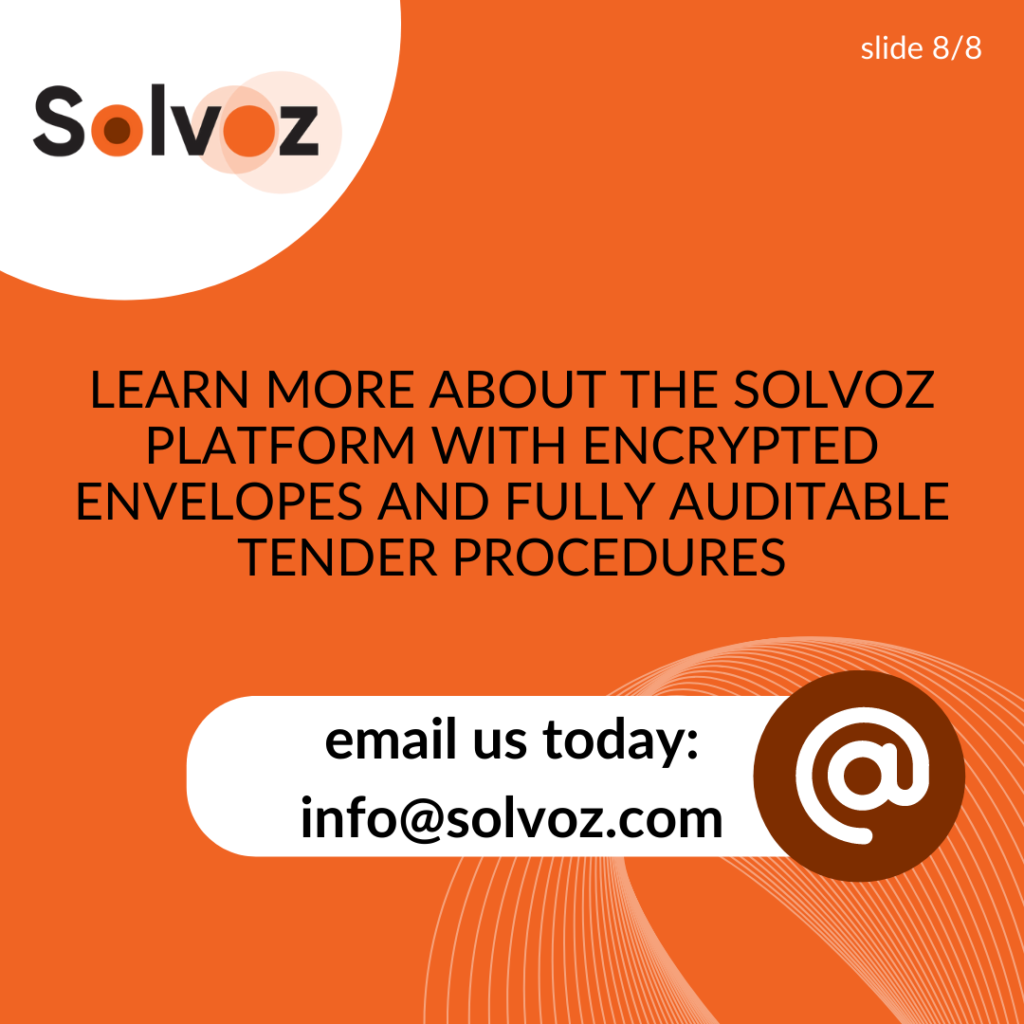 Solvoz
slide 8/8
LEARN MORE ABOUT THE SOLVOZ
PLATFORM WITH ENCRYPTED
ENVELOPES AND FULLY AUDITABLE
TENDER PROCEDURES
email us today:
info@solvoz.com
@